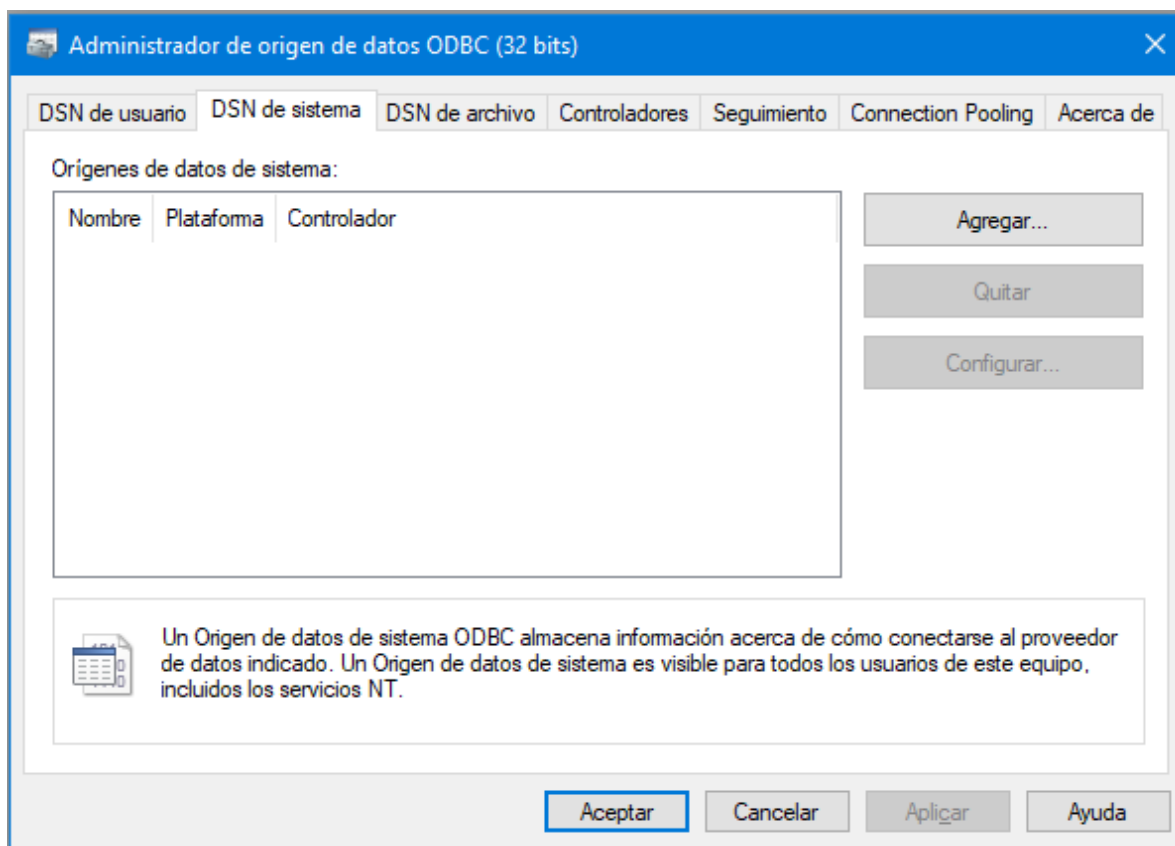 Administrador de origen de datos ODBC (32 bits)
DSN de usuario DSN de sistema DSN de archivo Controladores Seguimiento Connection Pooling Acerca de
Orígenes de datos de sistema:
Nombre Plataforma Controlador
Agregar...
Quitar
Configurar...
Un Origen de datos de sistema ODBC almacena información acerca de cómo conectarse al proveedor
de datos indicado. Un Origen de datos de sistema es visible para todos los usuarios de este equipo,
incluidos los servicios NT.
Aceptar Cancelar Aplicar Ayuda